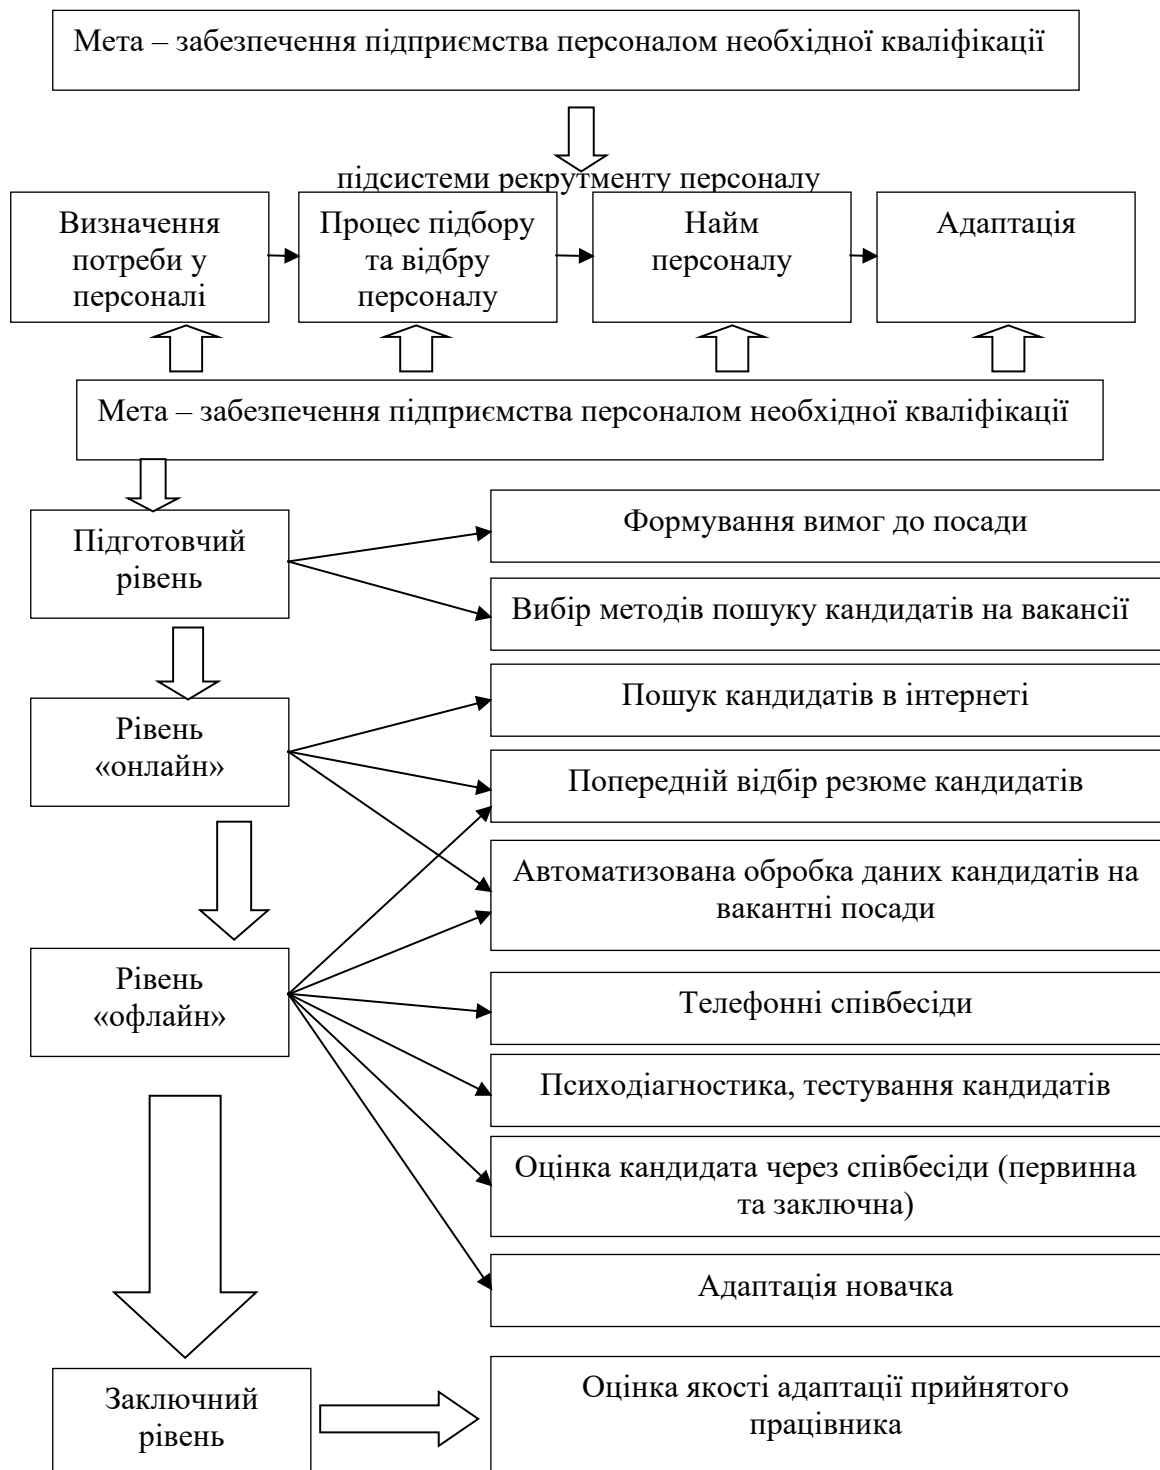 Мета – забезпечення підприємства персоналом необхідної кваліфікації
підсистеми рекрутменту персоналу
Визначення
потреби у
персоналі
Процес підбору
та відбру
персоналу
Найм
персоналу
Адаптація
Мета – забезпечення підприємства персоналом необхідної кваліфікації
Підготовчий
рівень
Формування вимог до посади
Вибір методів пошуку кандидатів на вакансії
Рівень
«онлайн»
Пошук кандидатів в інтернеті
Попередній відбір резюме кандидатів
Автоматизована обробка даних кандидатів на
вакантні посади
Рівень
«офлайн»
Телефонні співбесіди
Психодіагностика, тестування кандидатів
Оцінка кандидата через співбесіди (первинна
та заключна)
Адаптація новачка
Заключний
рівень
Оцінка якості адаптації прийнятого
працівника